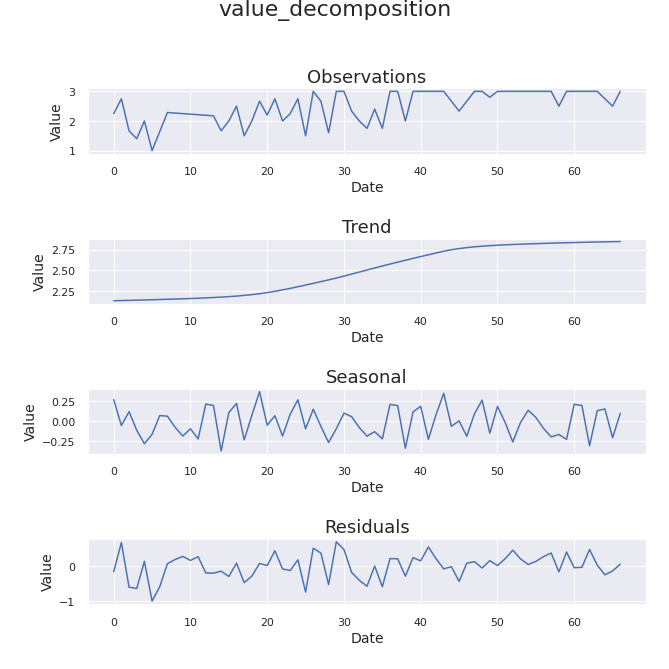 value_decomposition
Observations
Value
3
2
1
0 10 20 30 40 50 60
Date
Trend
Value
2.75
2.50
2.25
0 10 20 30 40 50 60
Date
Seasonal
Value
0.25
0.00
−0.25
0 10 20 30 40 50 60
Date
Residuals
Value
0
−1
0 10 20 30 40 50 60
Date